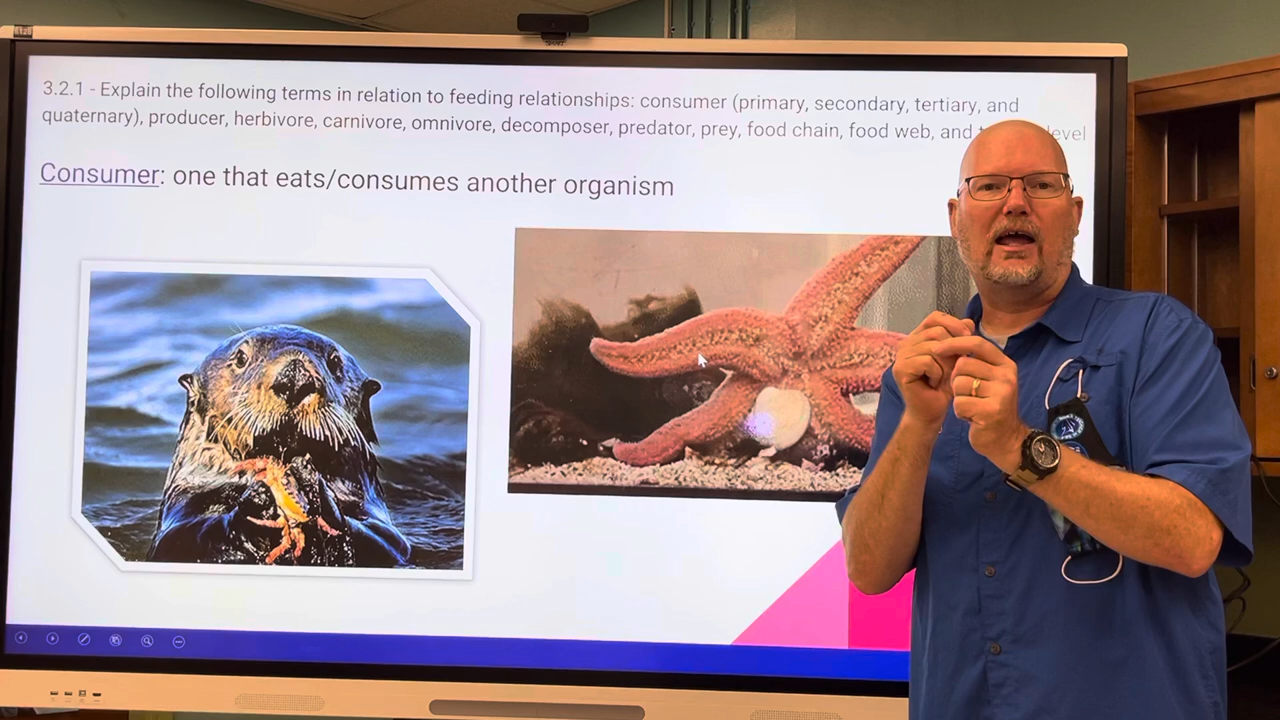 3.2.1 - Explain the following terms in relation to feeding relationships: consumer (primary, secondary, tertiary, and
quaternary), producer, herbivore, carnivore, omnivore, decomposer, predator, prey, food chain, food web, and level
Consumer: one that eats/consumes another organism